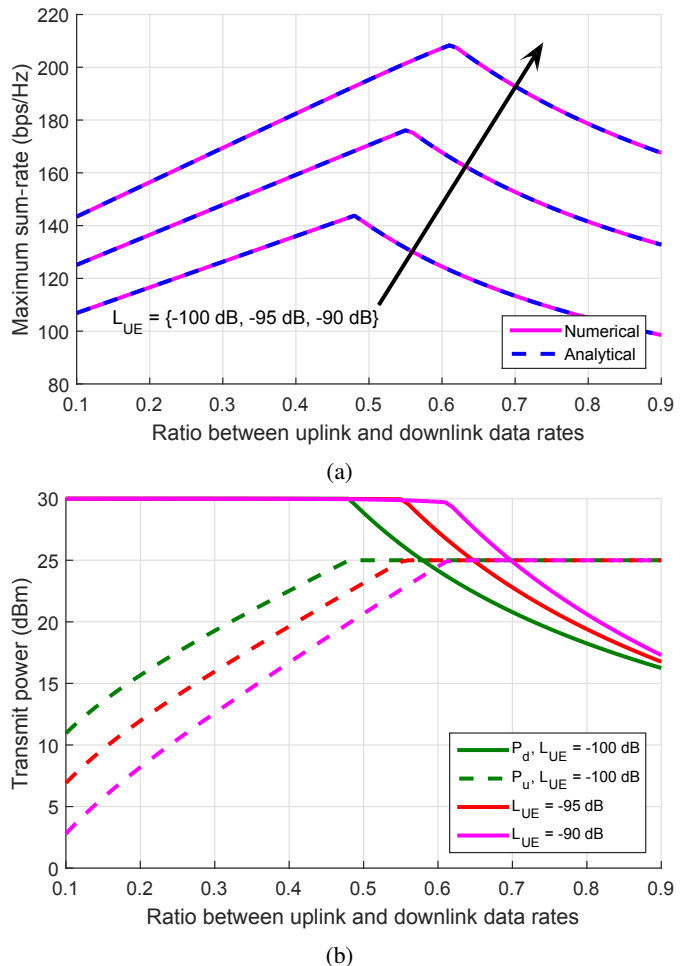 220
200
180
160
140
120
100
80
Maximum sum-rate (bps/Hz)
L_UE = {-100 dB, -95 dB, -90 dB}
Numerical
Analytical
0.1 0.2 0.3 0.4 0.5 0.6 0.7 0.8 0.9
Ratio between uplink and downlink data rates
(a)
30
25
20
15
10
5
0
Transmit power (dBm)
P_d, L_UE = -100 dB
P_u, L_UE = -100 dB
L_UE = -95 dB
L_UE = -90 dB
0.1 0.2 0.3 0.4 0.5 0.6 0.7 0.8 0.9
Ratio between uplink and downlink data rates
(b)